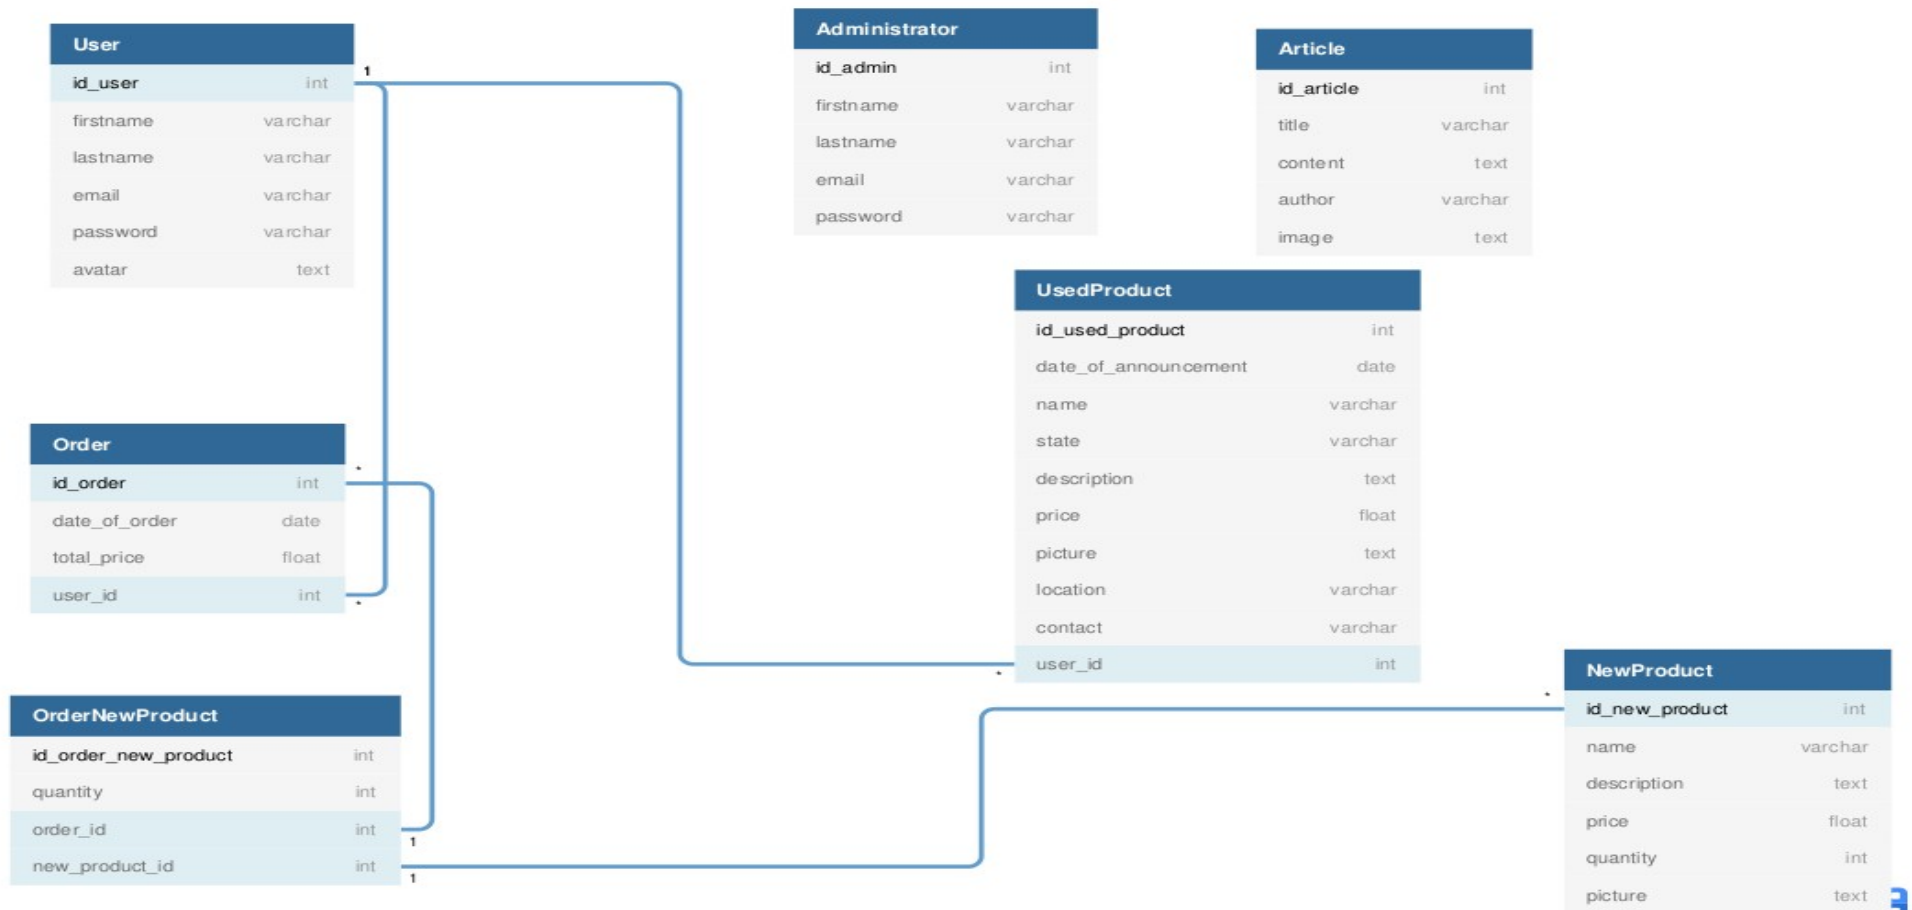 User
id_user int
firstname varchar
lastname varchar
email varchar
password varchar
avatar text
1
Administrator
id_admin int
firstname varchar
lastname varchar
email varchar
password varchar
Article
id_article int
title varchar
content text
author varchar
image text
UsedProduct
id_used_product int
date_of_announcement date
name varchar
state varchar
description text
price float
picture text
location varchar
contact varchar
user_id int
*
Order
*
id_order int
date_of_order date
total_price float
user_id int
*
OrderNewProduct
id_order_new_product int
quantity int
order_id int
1
new_product_id int
1
NewProduct
*
id_new_product int
name varchar
description text
price float
quantity int
picture text